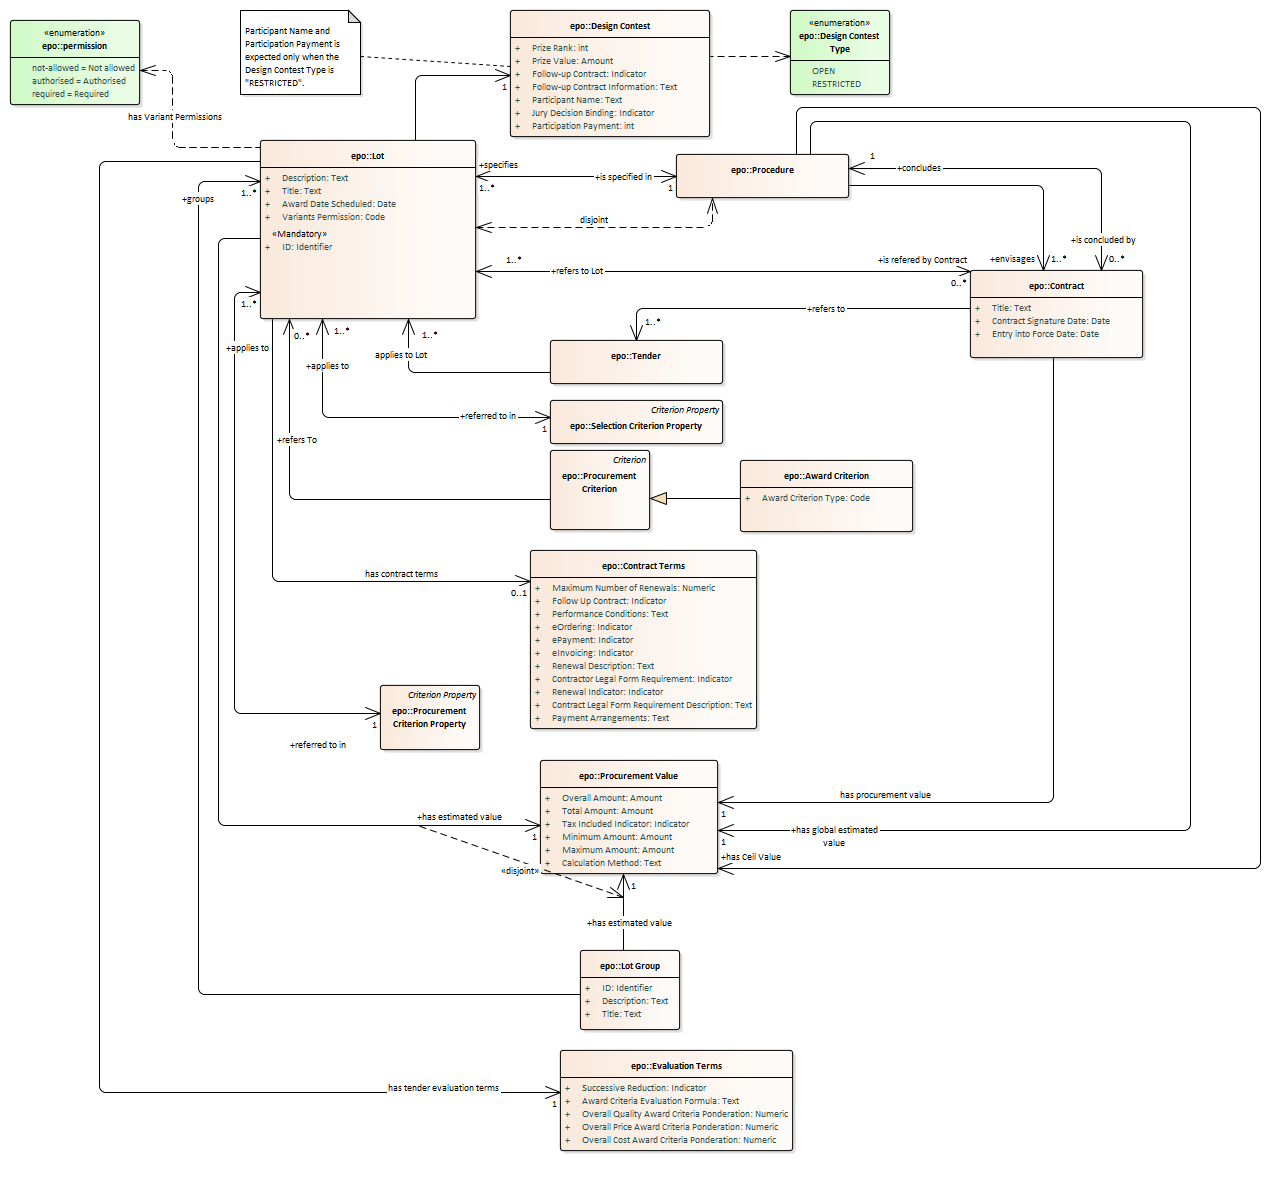 «enumeration»
epo::permission
not-allowed = Not allowed
authorised = Authorised
required = Required
Participant Name and
Participation Payment is
expected only when the
Design Contest Type is
"RESTRICTED".
epo::Design Contest
+ Prize Rank: int
+ Prize Value: Amount
+ Follow-up Contract: Indicator
+ Follow-up Contract Information: Text
+ Participant Name: Text
+ Jury Decision Binding: Indicator
+ Participation Payment: int
«enumeration»
epo::Design Contest
Type
OPEN
RESTRICTED
1
has Variant Permissions
epo::Lot
+ Description: Text
+ Title: Text
+ Award Date Scheduled: Date
+ Variants Permission: Code
«Mandatory»
+ ID: Identifier
+specifies
1..*
+is specified in
1
epo::Procedure
1
+concludes
+groups
1..*
disjoint
+is concluded by
0..*
+envisages
1..*
1..*
+refers to Lot
+is refered by Contract
0..*
epo::Contract
+ Title: Text
+ Contract Signature Date: Date
+ Entry into Force Date: Date
1..*
+applies to
+refers to
1..*
epo::Tender
0..*
1..*
1..*
applies to Lot
+applies to
+refers To
+referred to in
1
Criterion Property
epo::Selection Criterion Property
Criterion
epo::Procurement
Criterion
epo::Award Criterion
+ Award Criterion Type: Code
has contract terms
0..1
epo::Contract Terms
+ Maximum Number of Renewals: Numeric
+ Follow Up Contract: Indicator
+ Performance Conditions: Text
+ eOrdering: Indicator
+ ePayment: Indicator
+ eInvoicing: Indicator
+ Renewal Description: Text
+ Contractor Legal Form Requirement: Indicator
+ Renewal Indicator: Indicator
+ Contract Legal Form Requirement Description: Text
+ Payment Arrangements: Text
Criterion Property
epo::Procurement
Criterion Property
1
+referred to in
epo::Procurement Value
+ Overall Amount: Amount
+ Total Amount: Amount
+ Tax Included Indicator: Indicator
+ Minimum Amount: Amount
+ Maximum Amount: Amount
+ Calculation Method: Text
has procurement value
1
+has estimated value
1
+has global estimated
value
1
+has Ceil Value
«disjoint»
1
+has estimated value
epo::Lot Group
+ ID: Identifier
+ Description: Text
+ Title: Text
has tender evaluation terms
1
epo::Evaluation Terms
+ Successive Reduction: Indicator
+ Award Criteria Evaluation Formula: Text
+ Overall Quality Award Criteria Ponderation: Numeric
+ Overall Price Award Criteria Ponderation: Numeric
+ Overall Cost Award Criteria Ponderation: Numeric